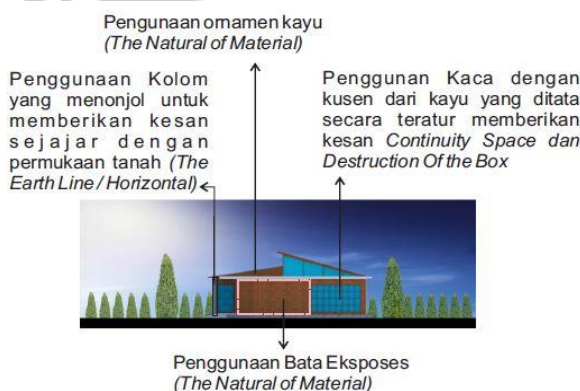 Pengunaan ornamen kayu
(The Natural of Material)
Penggunaan Kolom
yang menonjol untuk
memberikan kesan
sejajar dengan
permukaan tanah (The
Earth Line / Horizontal)
Penggunan Kaca dengan
kusen dari kayu yang ditata
secara teratur memberikan
kesan Continuity Space dan
Destruction Of the Box
Penggunaan Bata Eksposes
(The Natural of Material)